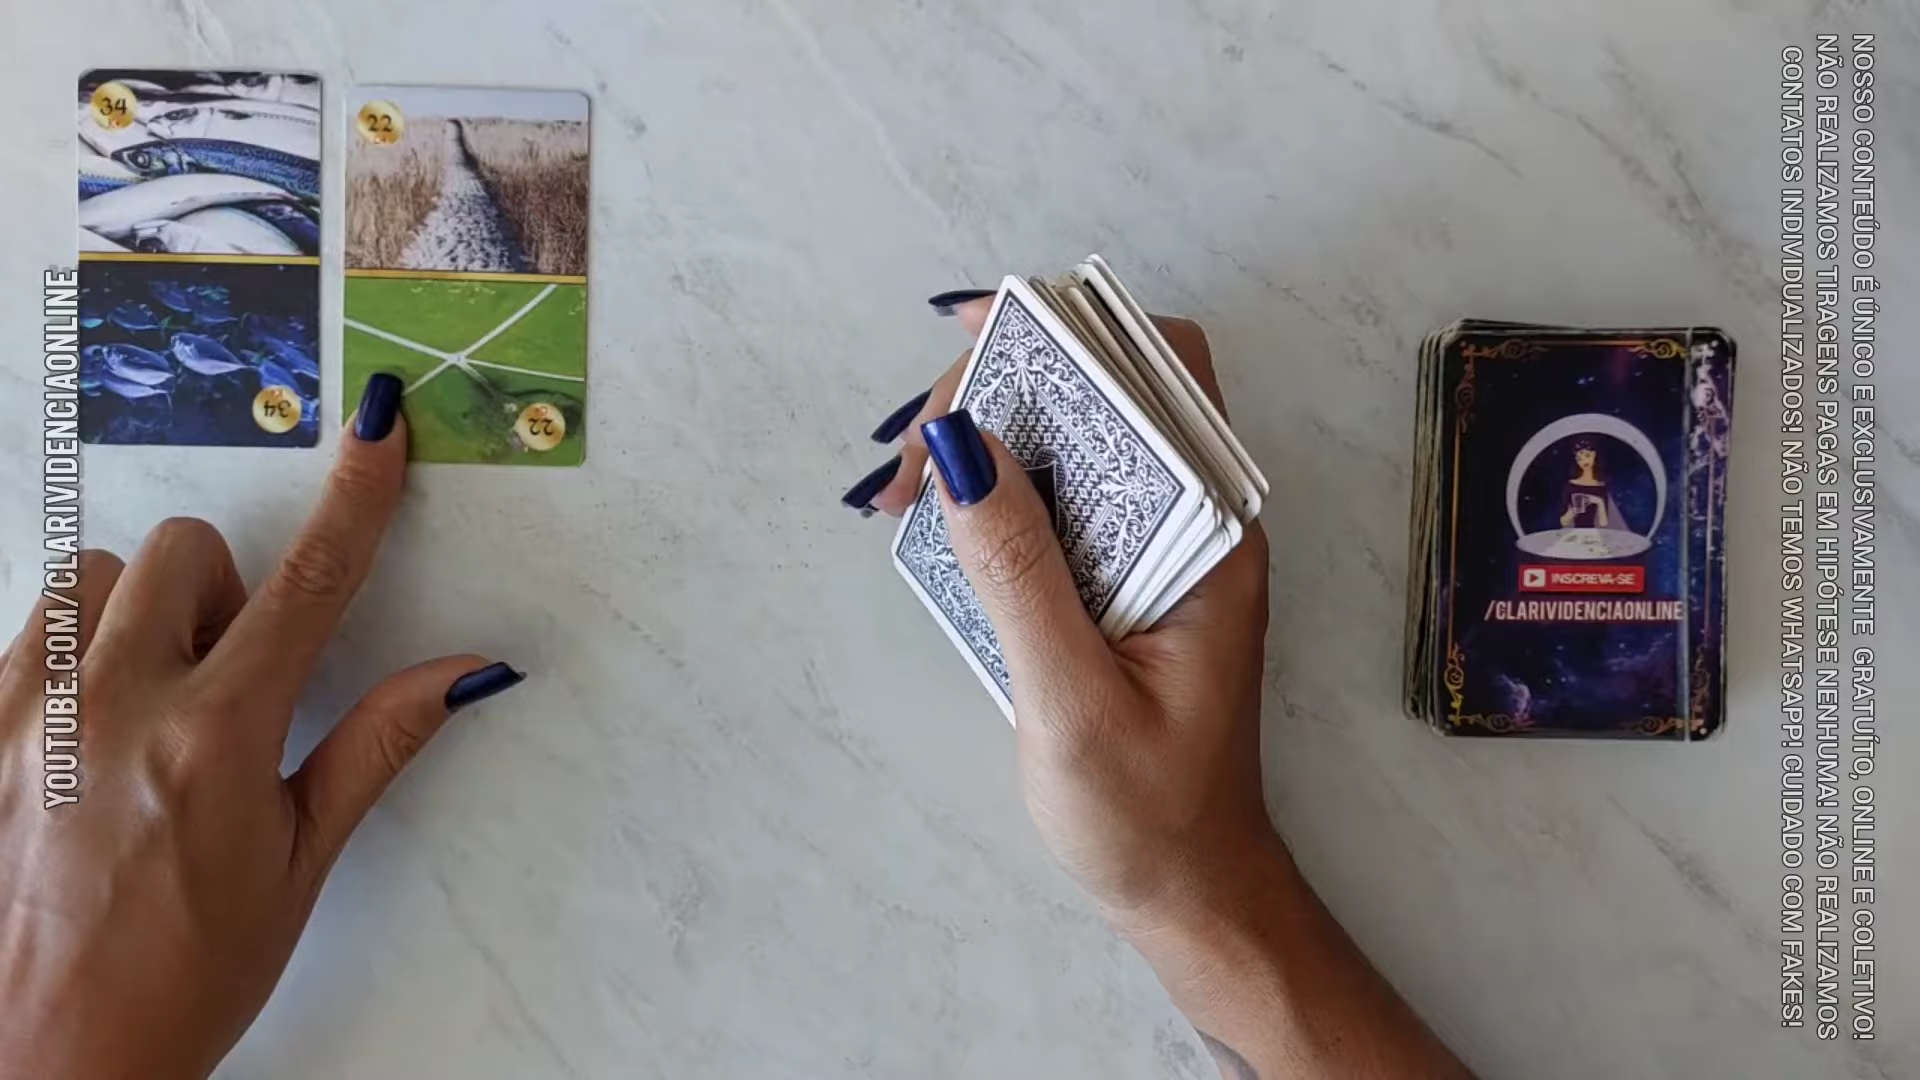 34
34
22
22
YOUTUBE.COM/CLARIVIDENCIAONLINE
INSCREVA-SE
/CLARIVIDENCIAONLINE
NOSSO CONTEÚDO É ÚNICO E EXCLUSIVAMENTE GRATUÍTO, ONLINE E COLETIVO!
NÃO REALIZAMOS TIRAGENS PAGAS EM HIPÓTESE NENHUMA! NÃO REALIZAMOS
CONTATOS INDIVIDUALIZADOS! NÃO TEMOS WHATSAPP! CUIDADO COM FAKES!